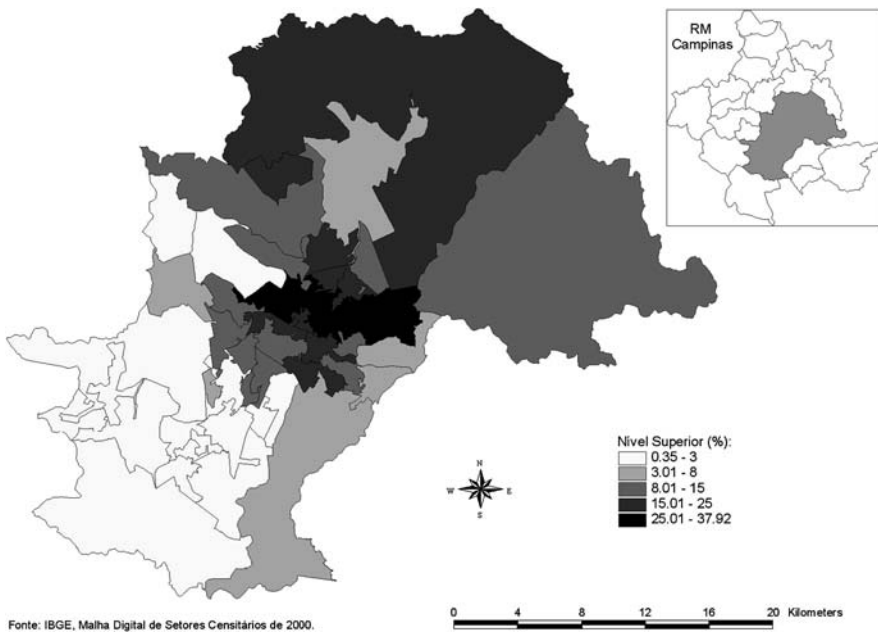 RM
Campinas
Nível Superior (%):
0.35 - 3
3.01 - 8
8.01 - 15
15.01 - 25
25.01 - 37.92
N
W E
S
0 4 8 12 16 20 Kilometers
Fonte: IBGE, Malha Digital de Setores Censitários de 2000.